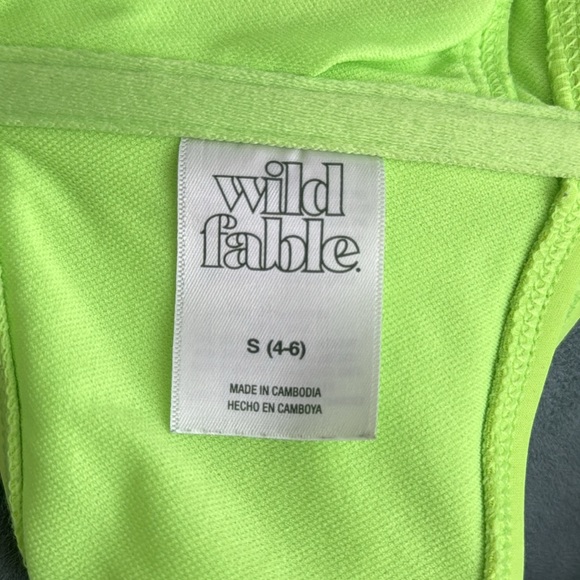 wild
fable.
S (4-6)
MADE IN CAMBODIA
HECHO EN CAMBOYA